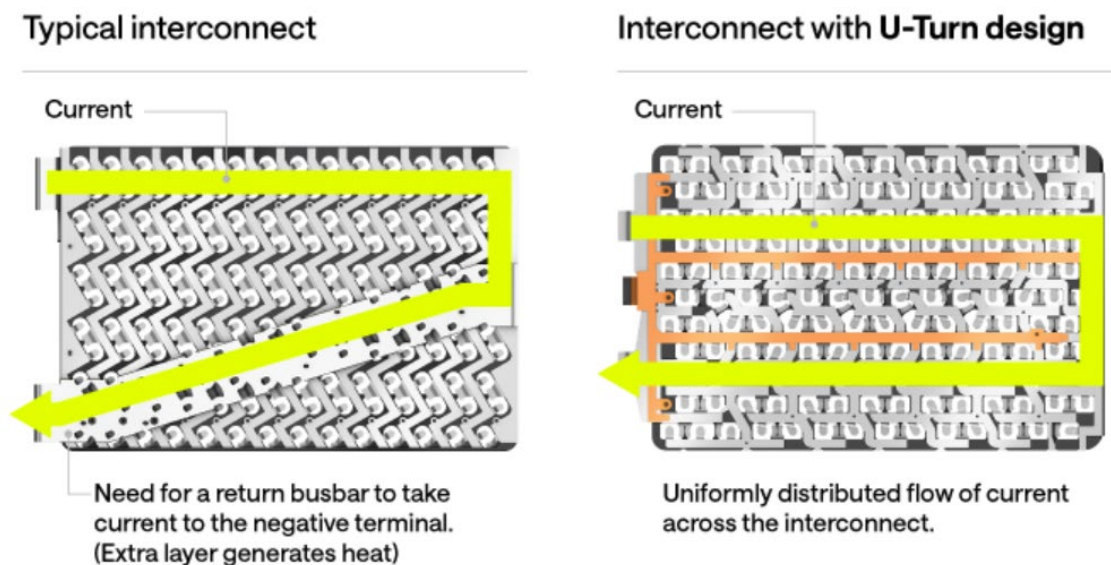 Typical interconnect
Current
Need for a return busbar to take
current to the negative terminal.
(Extra layer generates heat)
Interconnect with U-Turn design
Current
Uniformly distributed flow of current
across the interconnect.